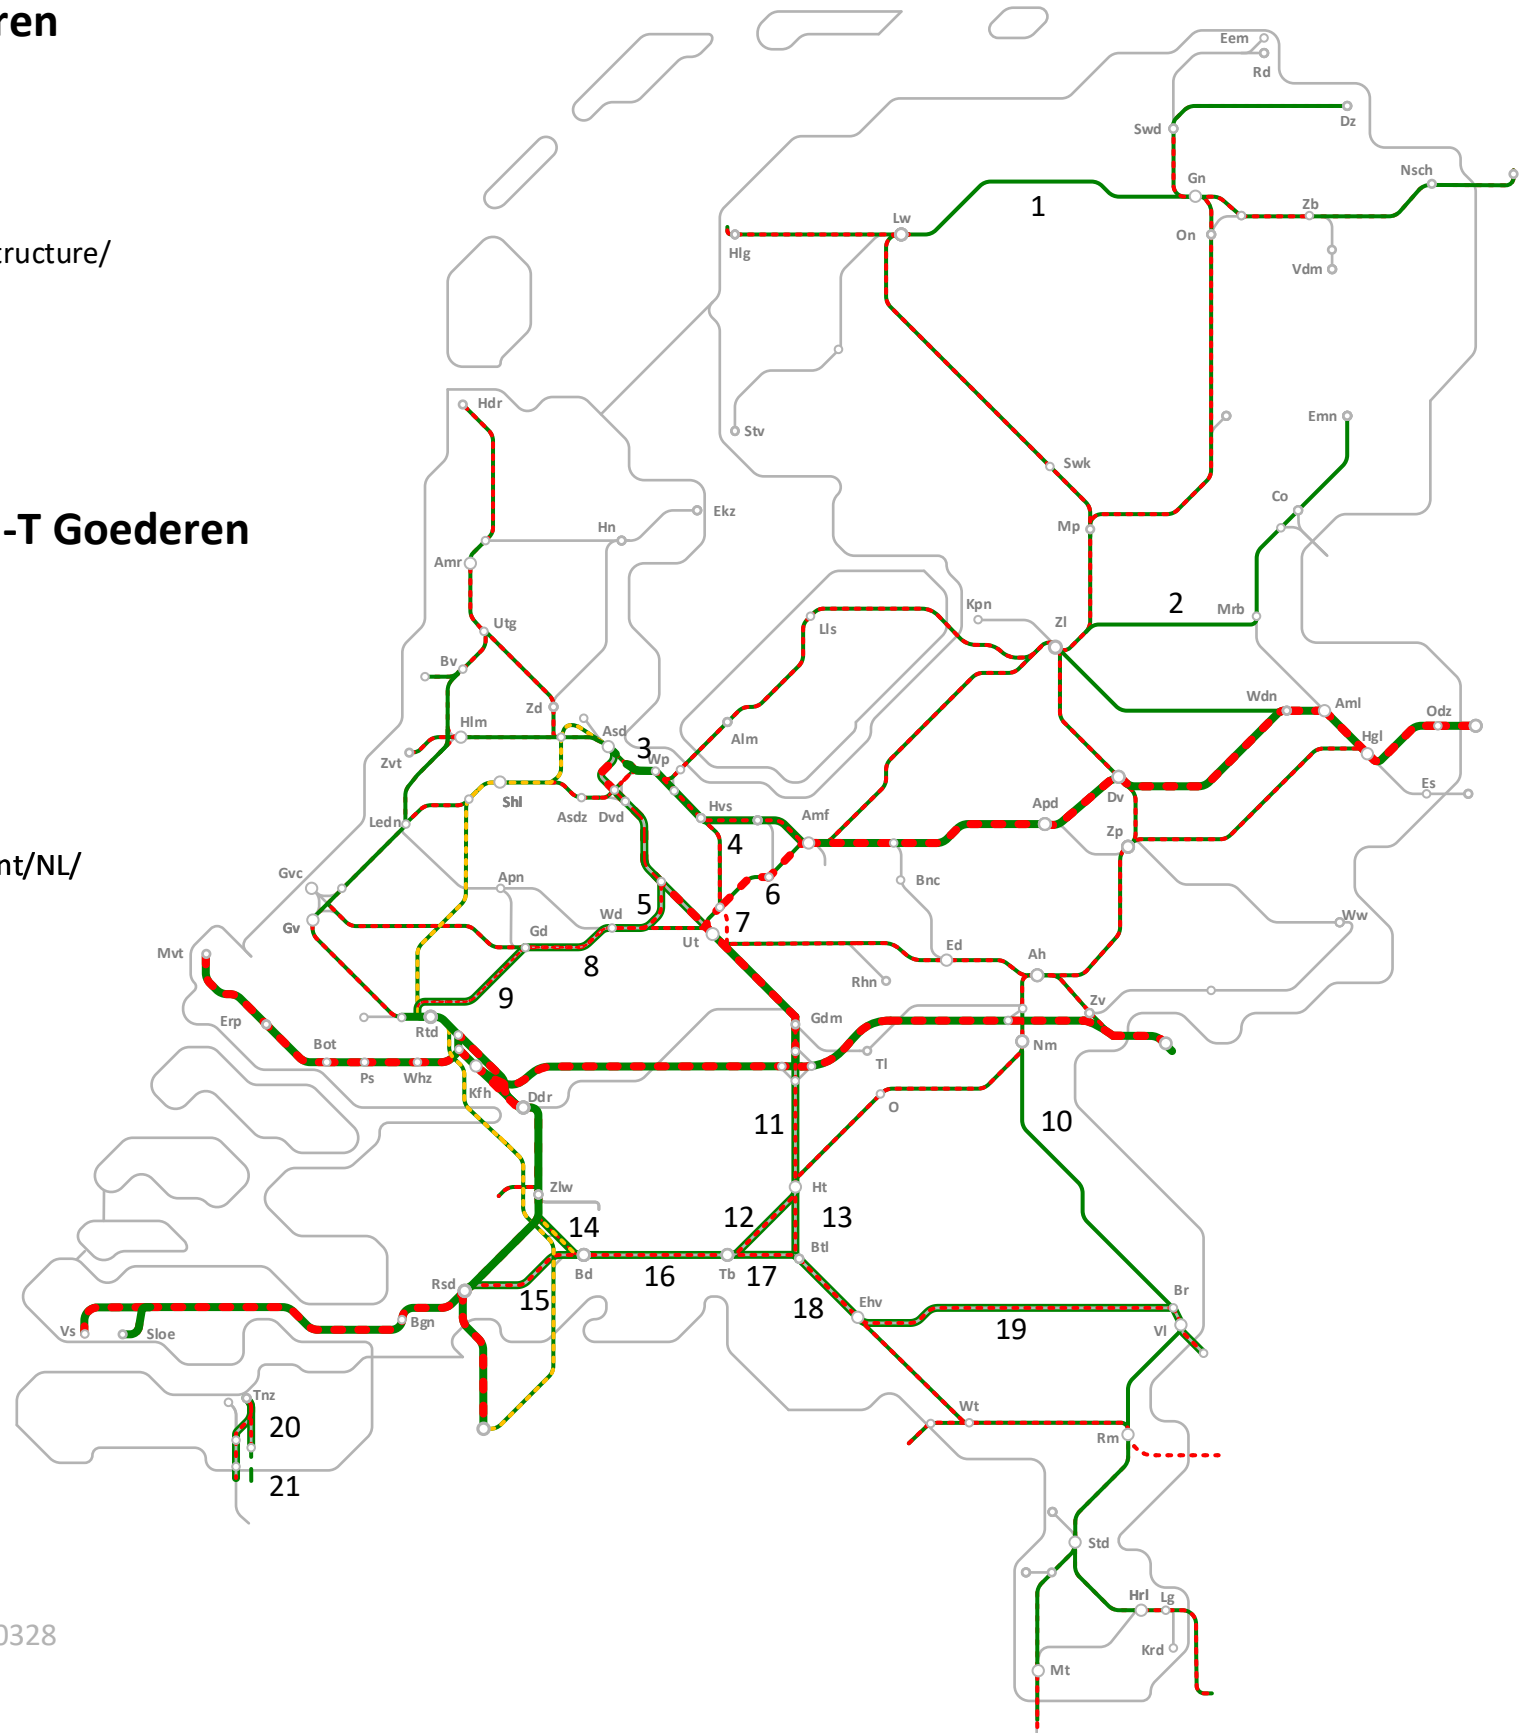 ren
Eem
Rd
Dz
Swd
Nsch
Gn
Zb
1
Lw
On
ructure/
Hlg
Vdm
Hdr
Emn
Stv
Swk
Co
Ekz
-T Goederen
Hn
Mp
Amr
Kpn
2
Mrb
Utg
Lls
Zl
Bv
Wdn
Aml
Zd
Odz
Hlm
Asd
Alm
Hgl
3
Wp
Zvt
Es
Shl
Dv
Hvs
Apd
Asdz
Dvd
Amf
Ledn
Zp
4
nt/NL/
Gvc
Apn
6
Bnc
5
Wd
7
Ww
Gv
Gd
Ut
Ed
Mvt
Ah
8
Rhn
9
Zv
Erp
Gdm
Rtd
Bot
Nm
Tl
Ps
Whz
Kfh
Ddr
O
11
10
Zlw
Ht
12
13
14
Btl
Bd
16
Tb
17
Rsd
Br
15
18
Ehv
Bgn
19
Vs
Sloe
Vl
Tnz
Wt
20
Rm
21
Std
Hrl
Lg
0328
Krd
Mt